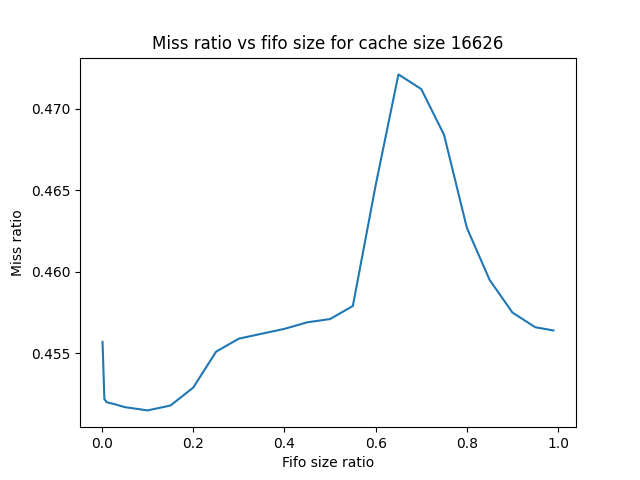 Miss ratio vs fifo size for cache size 16626
0.470
0.465
0.460
0.455
Miss ratio
0.0 0.2 0.4 0.6 0.8 1.0
Fifo size ratio